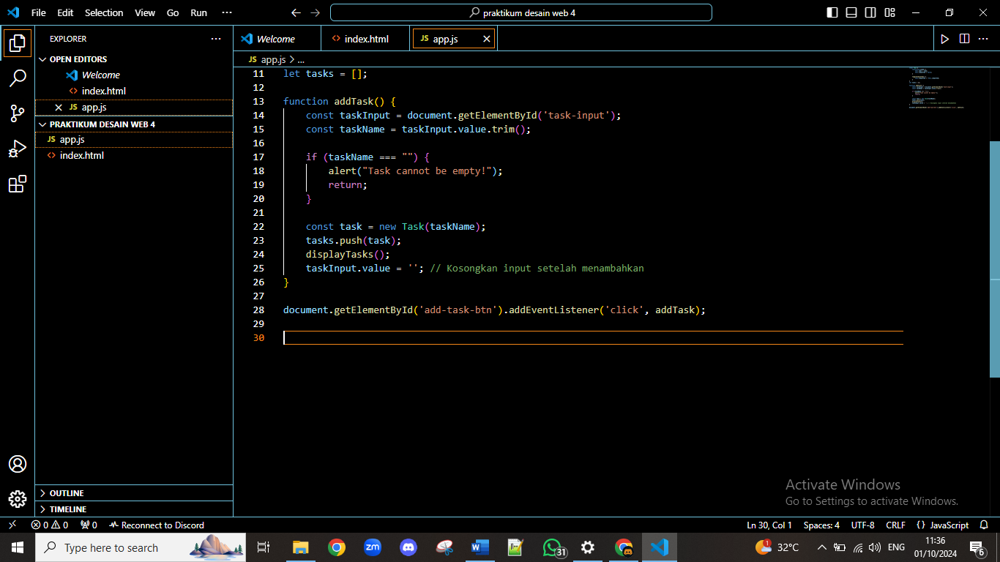 File Edit Selection View Go Run ···
praktikum desain web 4
EXPLORER
OPEN EDITORS
Welcome
index.html
app.js
PRAKTIKUM DESAIN WEB 4
app.js
index.html
OUTLINE
TIMELINE
Welcome
index.html
JS app.js
JS app.js > ...
11 let tasks = [];
12
13 function addTask() {
14 const taskInput = document.getElementById('task-input');
15 const taskName = taskInput.value.trim();
16
17 if (taskName === "") {
18 alert("Task cannot be empty!");
19 return;
20 }
21
22 const task = new Task(taskName);
23 tasks.push(task);
24 displayTasks();
25 taskInput.value = ''; // Kosongkan input setelah menambahkan
26 }
27
28 document.getElementById('add-task-btn').addEventListener('click', addTask);
29
30
Activate Windows
Go to Settings to activate Windows.
0 0 0 Reconnect to Discord
Ln 30, Col 1 Spaces: 4 UTF-8 CRLF {} JavaScript
Type here to search
zm
31
32°C
ENG
11:36
01/10/2024
6